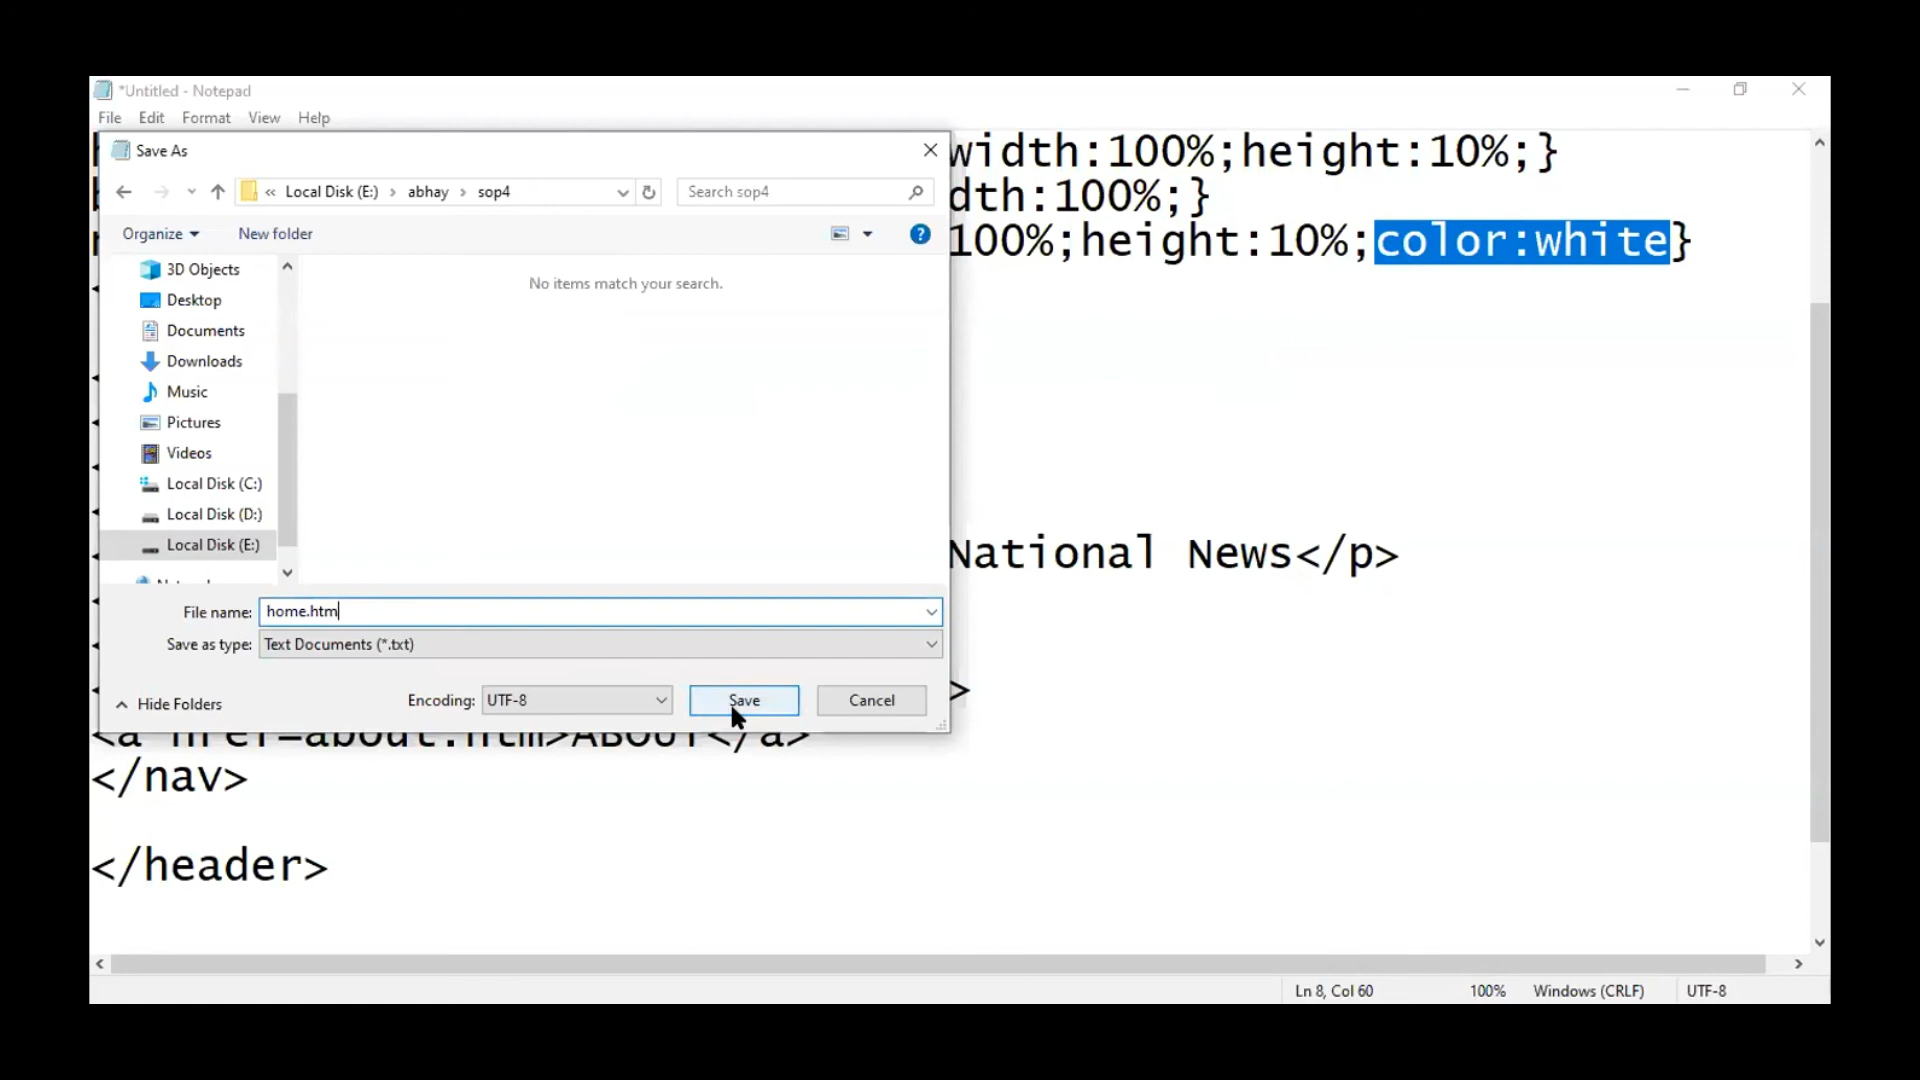 *Untitled - Notepad
File Edit Format View Help
Save As
width:100%;height:10%;}
« Local Disk (E:) › abhay › sop4
Search sop4
dth:100%;}
Organize New folder
100%;height:10%;color:white}
3D Objects
No items match your search.
Desktop
Documents
Downloads
Music
Pictures
Videos
Local Disk (C:)
Local Disk (D:)
Local Disk (E:)
National News</p>
File name: home.htm
Save as type: Text Documents (*.txt)
Hide Folders Encoding: UTF-8 Save Cancel
>
<a href=about.htm>ABOUT</a>
</nav>
</header>
Ln 8, Col 60 100% Windows (CRLF) UTF-8